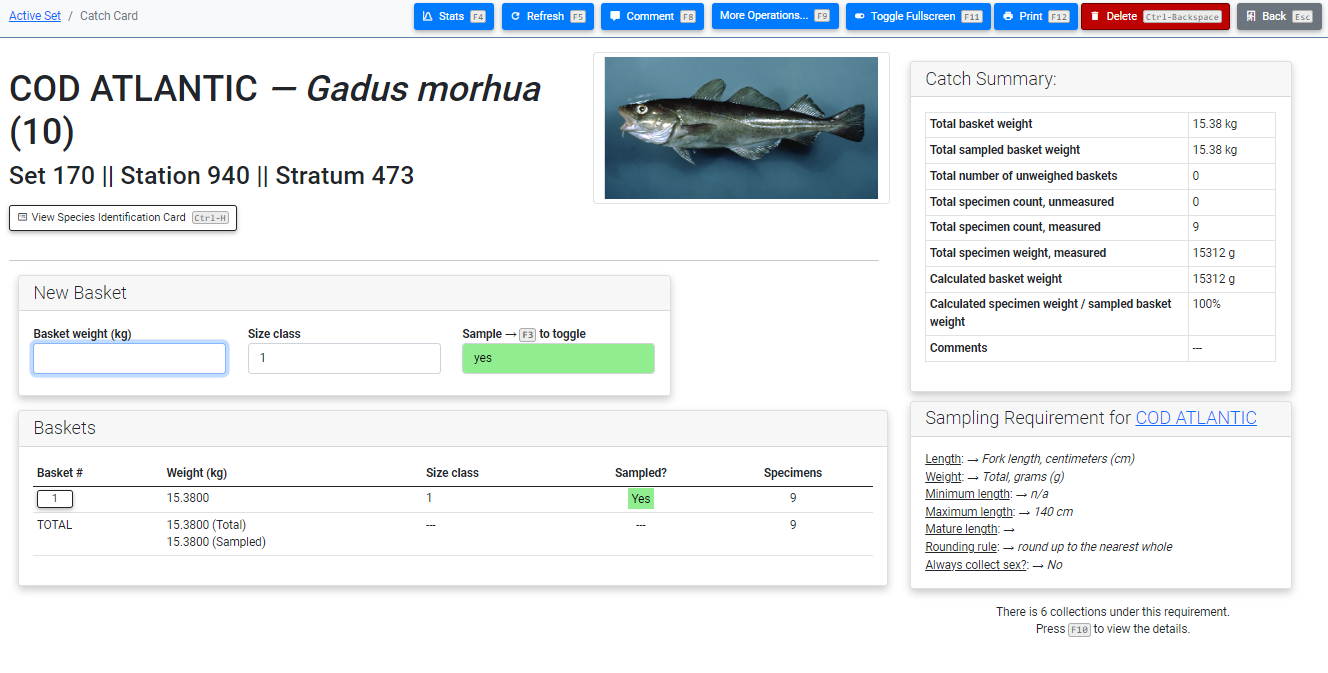 Active Set / Catch Card
Stats F4 Refresh F5 Comment F8 More Operations... F9 Toggle Fullscreen F11 Print F12 Delete Ctrl-Backspace Back Esc
COD ATLANTIC — Gadus morhua
(10)
Set 170 || Station 940 || Stratum 473
View Species Identification Card Ctrl-H
New Basket
Basket weight (kg) Size class Sample → F3 to toggle
1 yes
Baskets
Basket # Weight (kg) Size class Sampled? Specimens
1 15.3800 1 Yes 9
TOTAL 15.3800 (Total) --- --- 9
15.3800 (Sampled)
Catch Summary:
Total basket weight 15.38 kg
Total sampled basket weight 15.38 kg
Total number of unweighed baskets 0
Total specimen count, unmeasured 0
Total specimen count, measured 9
Total specimen weight, measured 15312 g
Calculated basket weight 15312 g
Calculated specimen weight / sampled basket 100%
weight
Comments ---
Sampling Requirement for COD ATLANTIC
Length: → Fork length, centimeters (cm)
Weight: → Total, grams (g)
Minimum length: → n/a
Maximum length: → 140 cm
Mature length: →
Rounding rule: → round up to the nearest whole
Always collect sex?: → No
There is 6 collections under this requirement.
Press F10 to view the details.